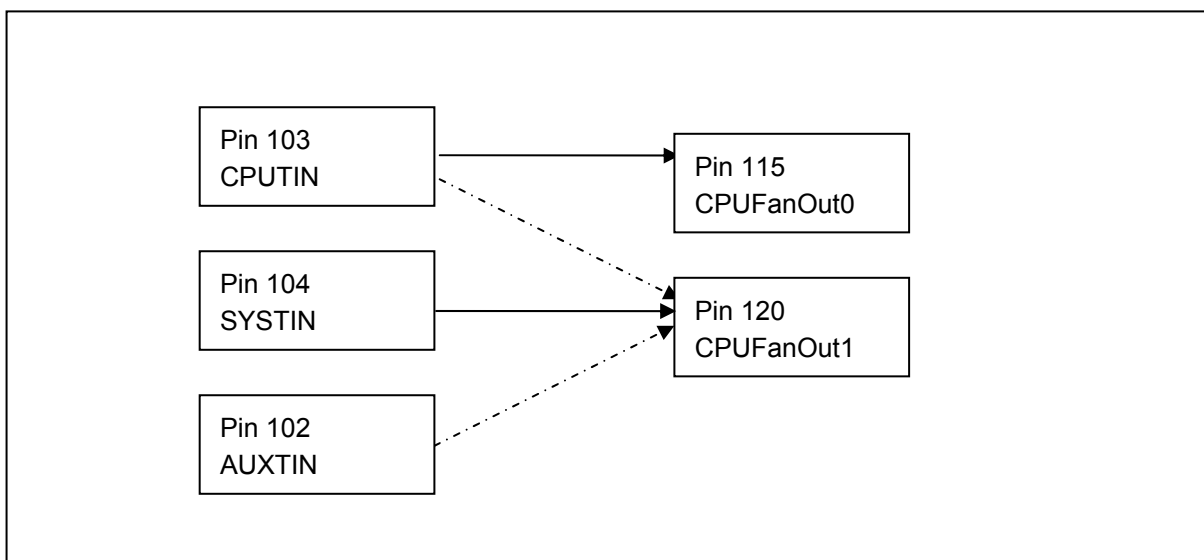 Pin 103
CPUTIN
Pin 115
CPUFanOut0
Pin 104
SYSTIN
Pin 120
CPUFanOut1
Pin 102
AUXTIN